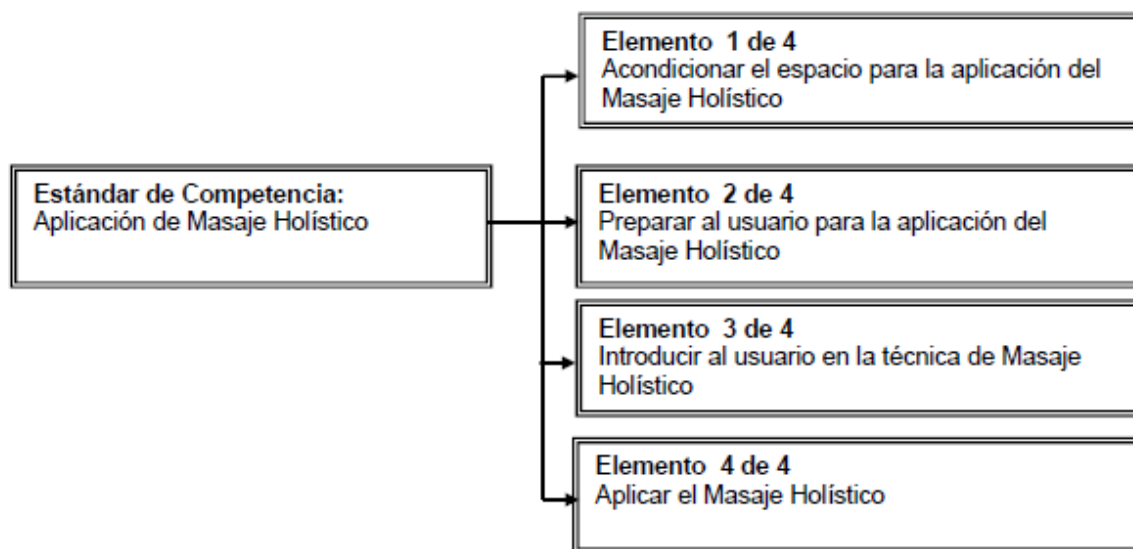 Elemento 1 de 4
Acondicionar el espacio para la aplicación del
Masaje Holístico
Estándar de Competencia:
Aplicación de Masaje Holístico
Elemento 2 de 4
Preparar al usuario para la aplicación del
Masaje Holístico
Elemento 3 de 4
Introducir al usuario en la técnica de Masaje
Holístico
Elemento 4 de 4
Aplicar el Masaje Holístico